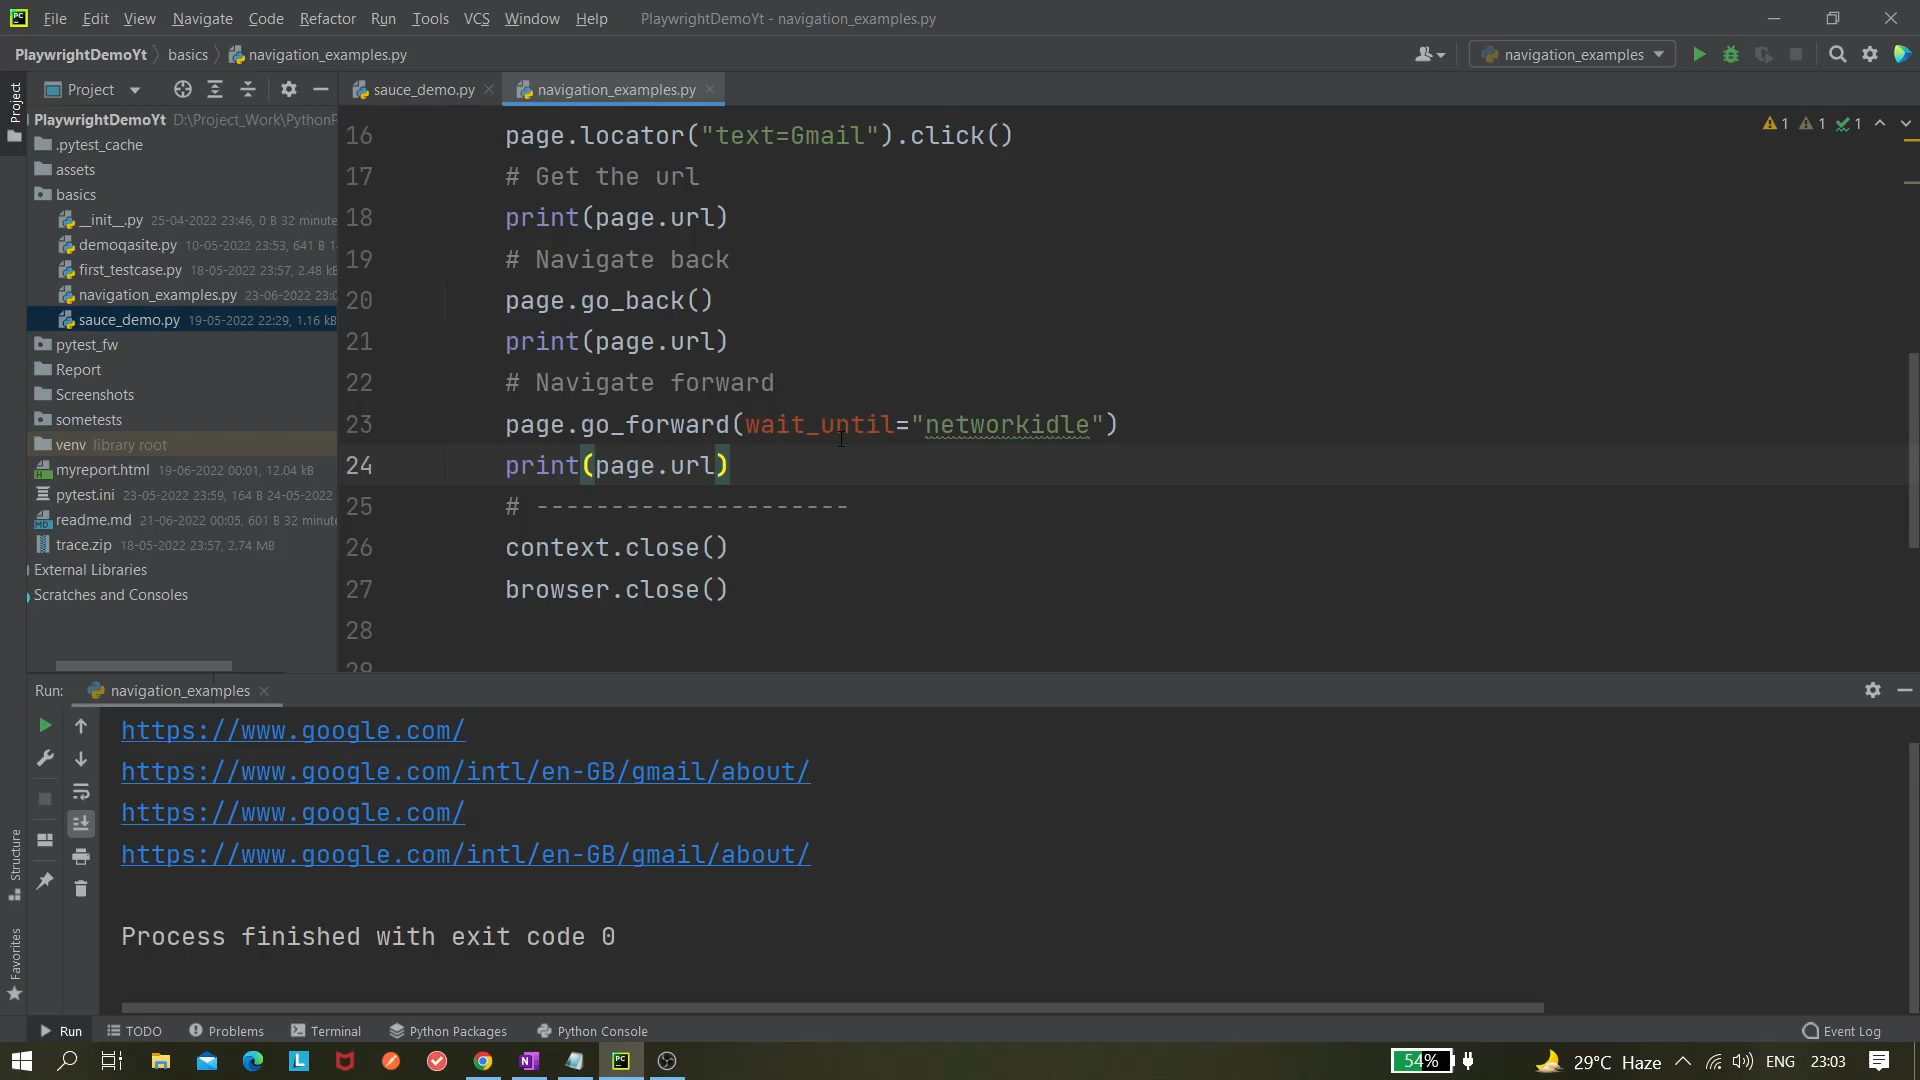 File Edit View Navigate Code Refactor Run Tools VCS Window Help PlaywrightDemoYt - navigation_examples.py
PlaywrightDemoYt basics navigation_examples.py navigation_examples
Project
Project
sauce_demo.py navigation_examples.py
PlaywrightDemoYt D:\Project_Work\PythonP
.pytest_cache
assets
basics
__init__.py 25-04-2022 23:46, 0 B 32 minute
demoqasite.py 10-05-2022 23:53, 641 B 1
first_testcase.py 18-05-2022 23:57, 2.48 kB
navigation_examples.py 23-06-2022 23:0
sauce_demo.py 19-05-2022 22:29, 1.16 kB
pytest_fw
Report
Screenshots
sometests
venv library root
myreport.html 19-06-2022 00:01, 12.04 kB
pytest.ini 23-05-2022 23:59, 164 B 24-05-2022
readme.md 21-06-2022 00:05, 601 B 32 minut
trace.zip 18-05-2022 23:57, 2.74 MB
External Libraries
Scratches and Consoles
1 1 1
16 page.locator("text=Gmail").click()
17 # Get the url
18 print(page.url)
19 # Navigate back
20 page.go_back()
21 print(page.url)
22 # Navigate forward
23 page.go_forward(wait_until="networkidle")
24 print(page.url)
25 # ---------------------
26 context.close()
27 browser.close()
28
29
Run: navigation_examples
https://www.google.com/
https://www.google.com/intl/en-GB/gmail/about/
https://www.google.com/
https://www.google.com/intl/en-GB/gmail/about/
Process finished with exit code 0
Structure
Favorites
Run TODO Problems Terminal Python Packages Python Console Event Log
54% 29°C Haze ENG 23:03